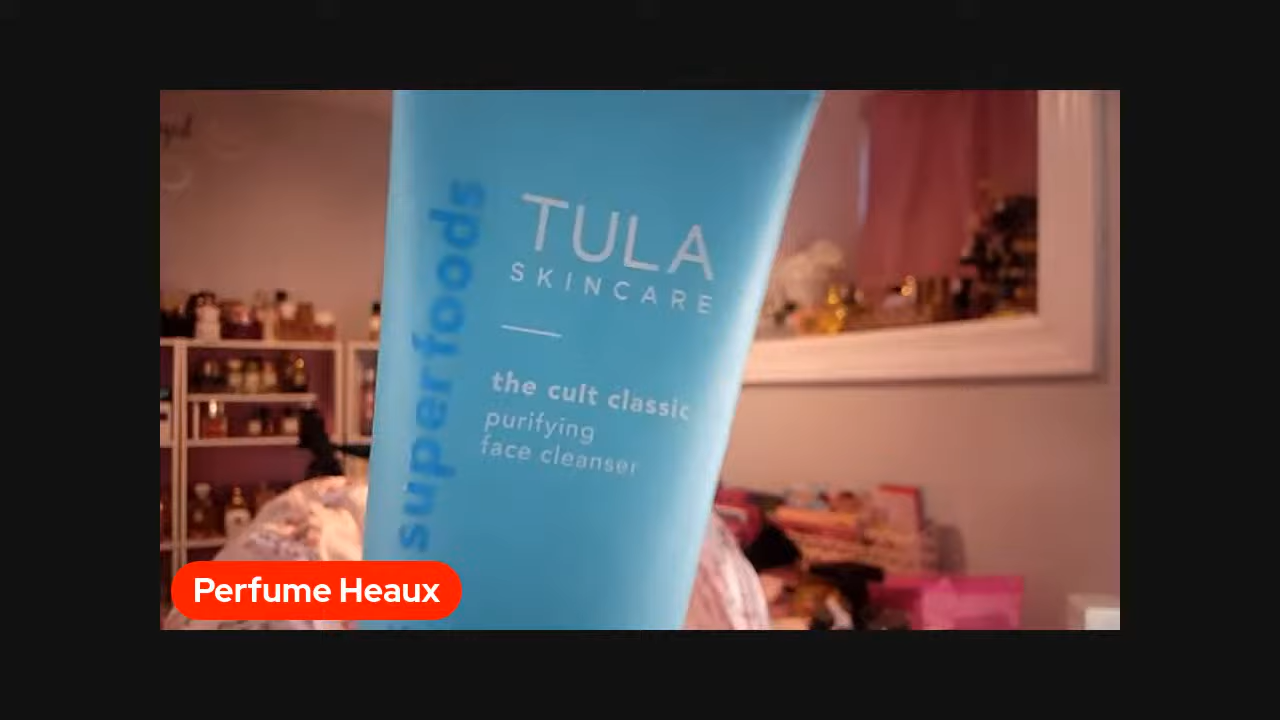 TULA
SKINCARE
the cult classic
purifying
face cleanser
superfoods
Perfume Heaux